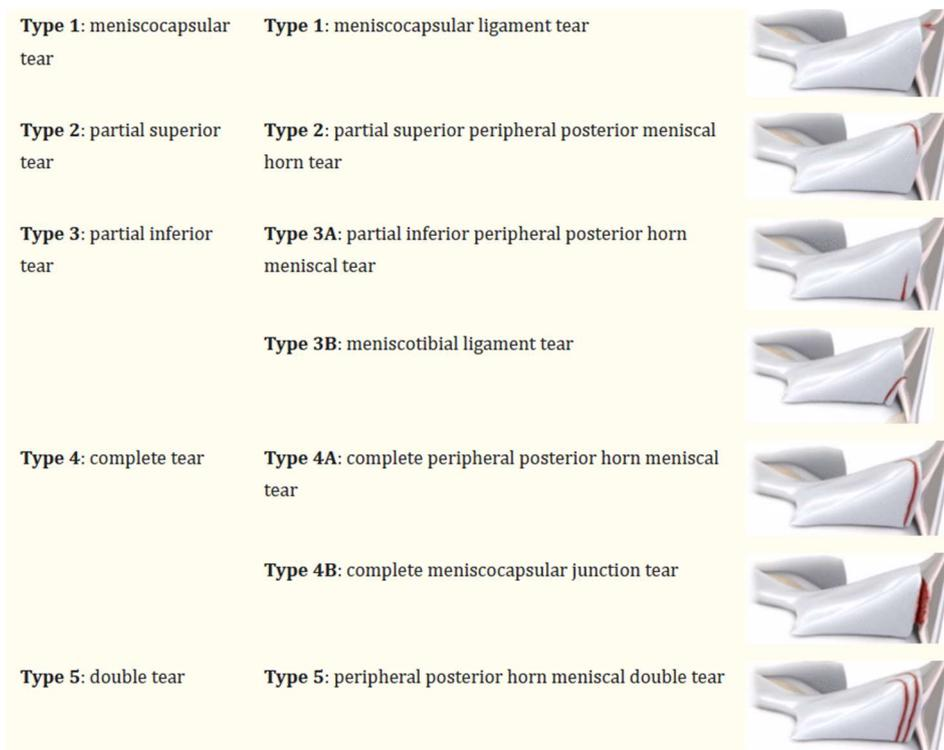 Type 1: meniscocapsular tear
Type 1: meniscocapsular ligament tear
Type 2: partial superior tear
Type 2: partial superior peripheral posterior meniscal horn tear
Type 3: partial inferior tear
Type 3A: partial inferior peripheral posterior horn meniscal tear
Type 3B: meniscotibial ligament tear
Type 4: complete tear
Type 4A: complete peripheral posterior horn meniscal tear
Type 4B: complete meniscocapsular junction tear
Type 5: double tear
Type 5: peripheral posterior horn meniscal double tear